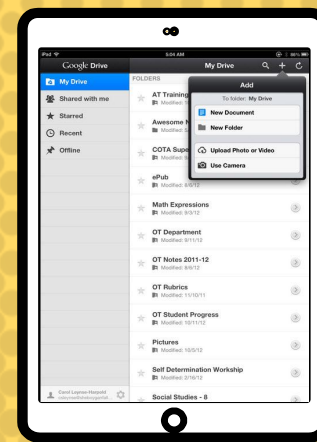 iPad
9:04 AM
Google Drive
My Drive
My Drive
Shared with me
Starred
Recent
Offline
FOLDERS
AT Training
Modified:
Awesome
Modified:
COTA Supe
Modified:
ePub
Modified:
Math Expressions
Modified: 9/3/12
OT Department
Modified: 9/11/12
OT Notes 2011-12
Modified: 8/6/12
OT Rubrics
Modified: 11/10/11
OT Student Progress
Modified: 10/11/12
Pictures
Modified: 10/5/12
Self Determination Workship
Modified: 2/16/12
Social Studies - 8
Add
To folder: My Drive
New Document
New Folder
Upload Photo or Video
Use Camera